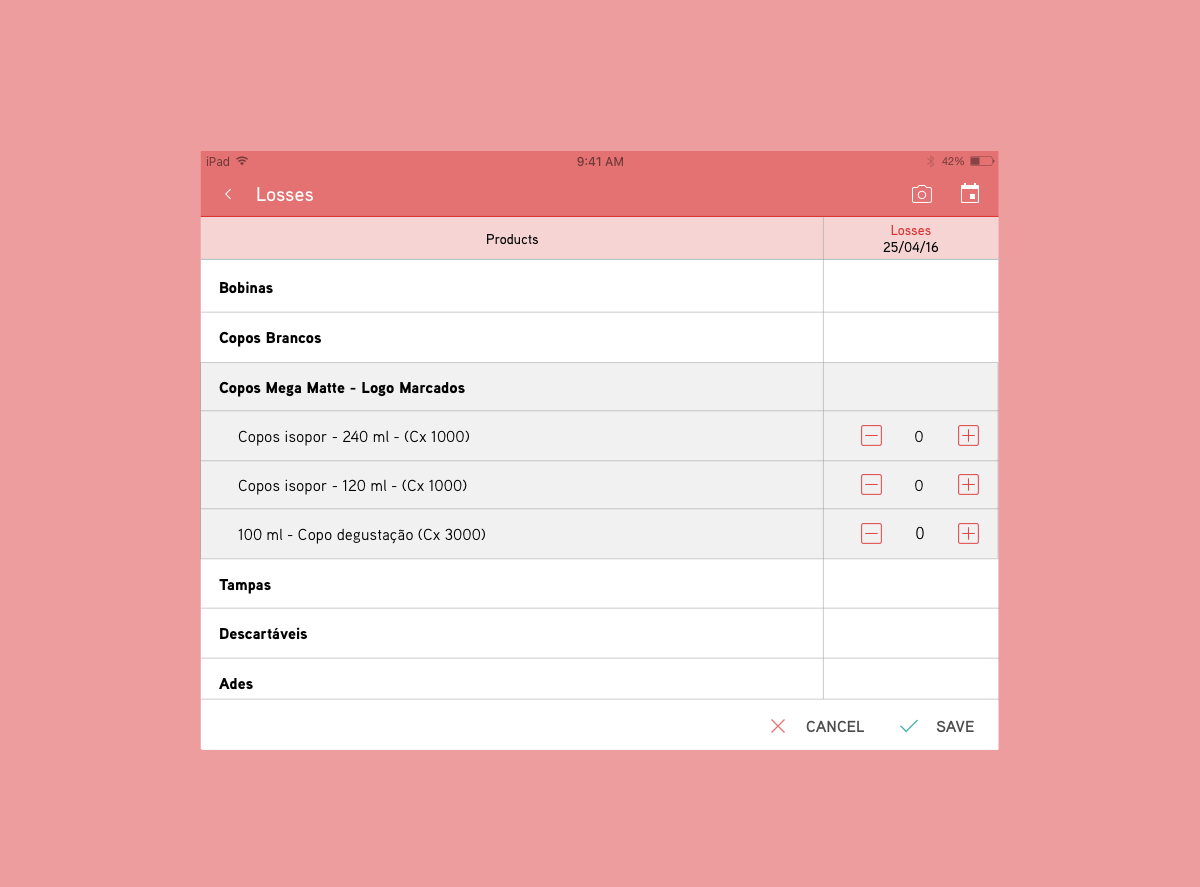 iPad 9:41 AM 42%
Losses
Products
Losses
25/04/16
Bobinas
Copos Brancos
Copos Mega Matte - Logo Marcados
Copos isopor - 240 ml - (Cx 1000) 0
Copos isopor - 120 ml - (Cx 1000) 0
100 ml - Copo degustação (Cx 3000) 0
Tampas
Descartáveis
Ades
CANCEL SAVE